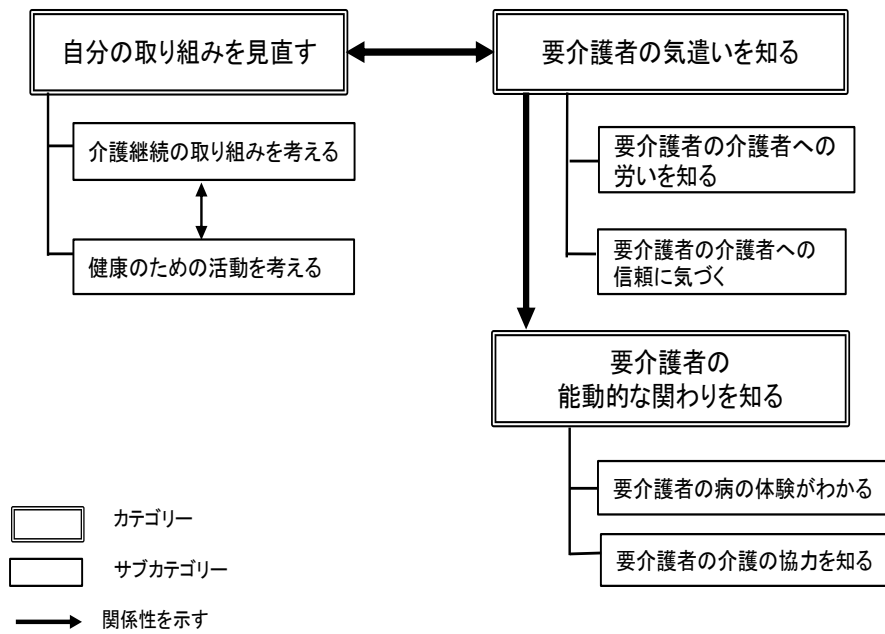 自分の取り組みを見直す
介護継続の取り組みを考える
健康のための活動を考える
要介護者の気遣いを知る
要介護者の介護者への
労いを知る
要介護者の介護者への
信頼に気づく
要介護者の
能動的な関わりを知る
要介護者の病の体験がわかる
要介護者の介護の協力を知る
カテゴリー
サブカテゴリー
関係性を示す